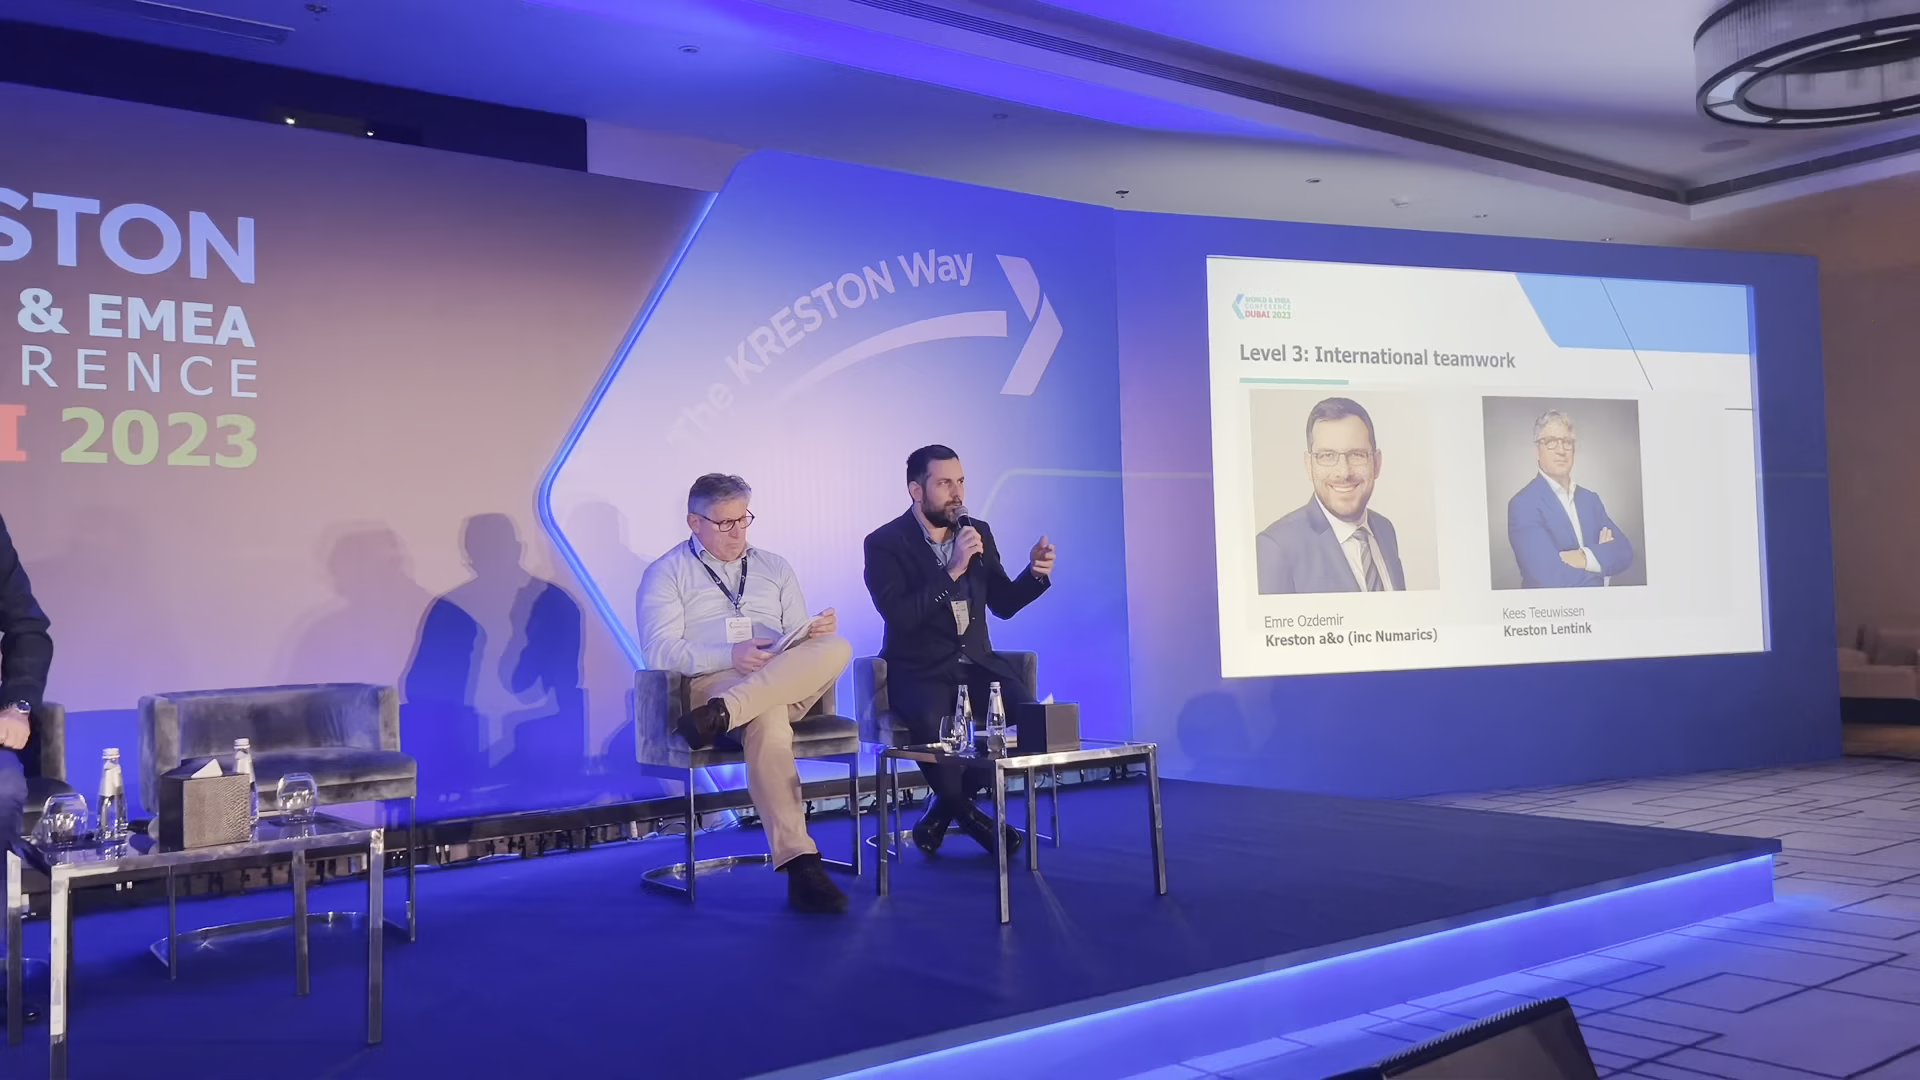 STON
& EMEA
RENCE
I 2023
The KRESTON Way
WORLD & EMEA
CONFERENCE
DUBAI 2023
Level 3: International teamwork
Emre Ozdemir
Kreston a&o (inc Numarics)
Kees Teeuwissen
Kreston Lentink